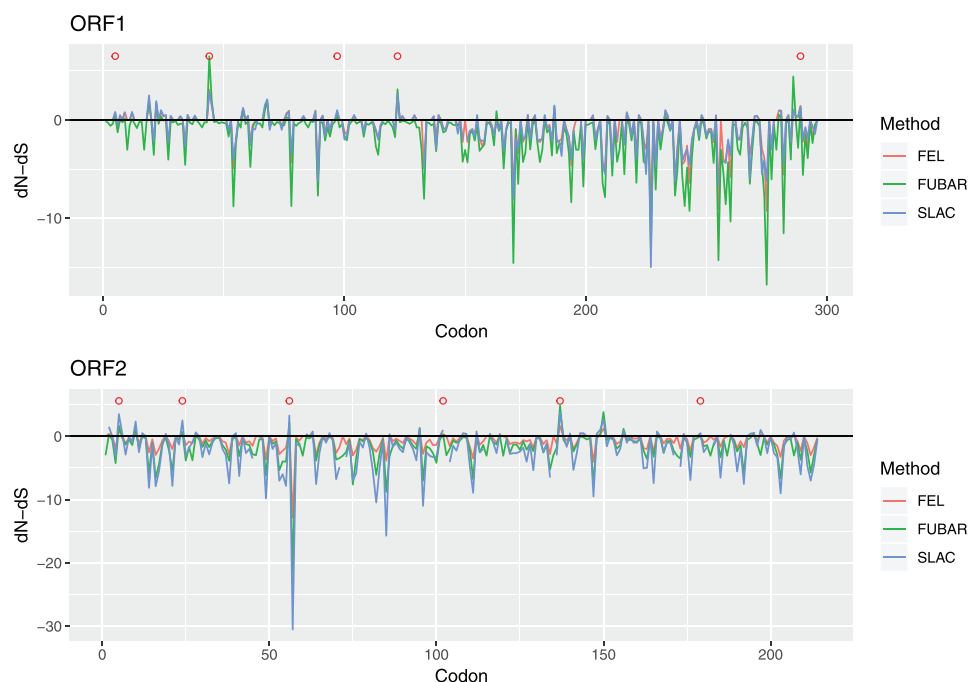 ORF1
dN−dS
0
−10
0
100
200
300
Codon
Method
FEL
FUBAR
SLAC
ORF2
dN−dS
0
−10
−20
−30
0
50
100
150
200
Codon
Method
FEL
FUBAR
SLAC